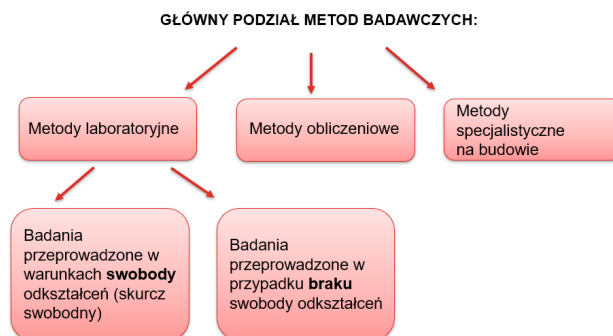 GŁÓWNY PODZIAŁ METOD BADAWCZYCH:
Metody laboratoryjne
Metody obliczeniowe
Metody
specjalistyczne
na budowie
Badania
przeprowadzone w
warunkach swobody
odkształceń (skurcz
swobodny)
Badania
przeprowadzone w
przypadku braku
swobody odkształceń